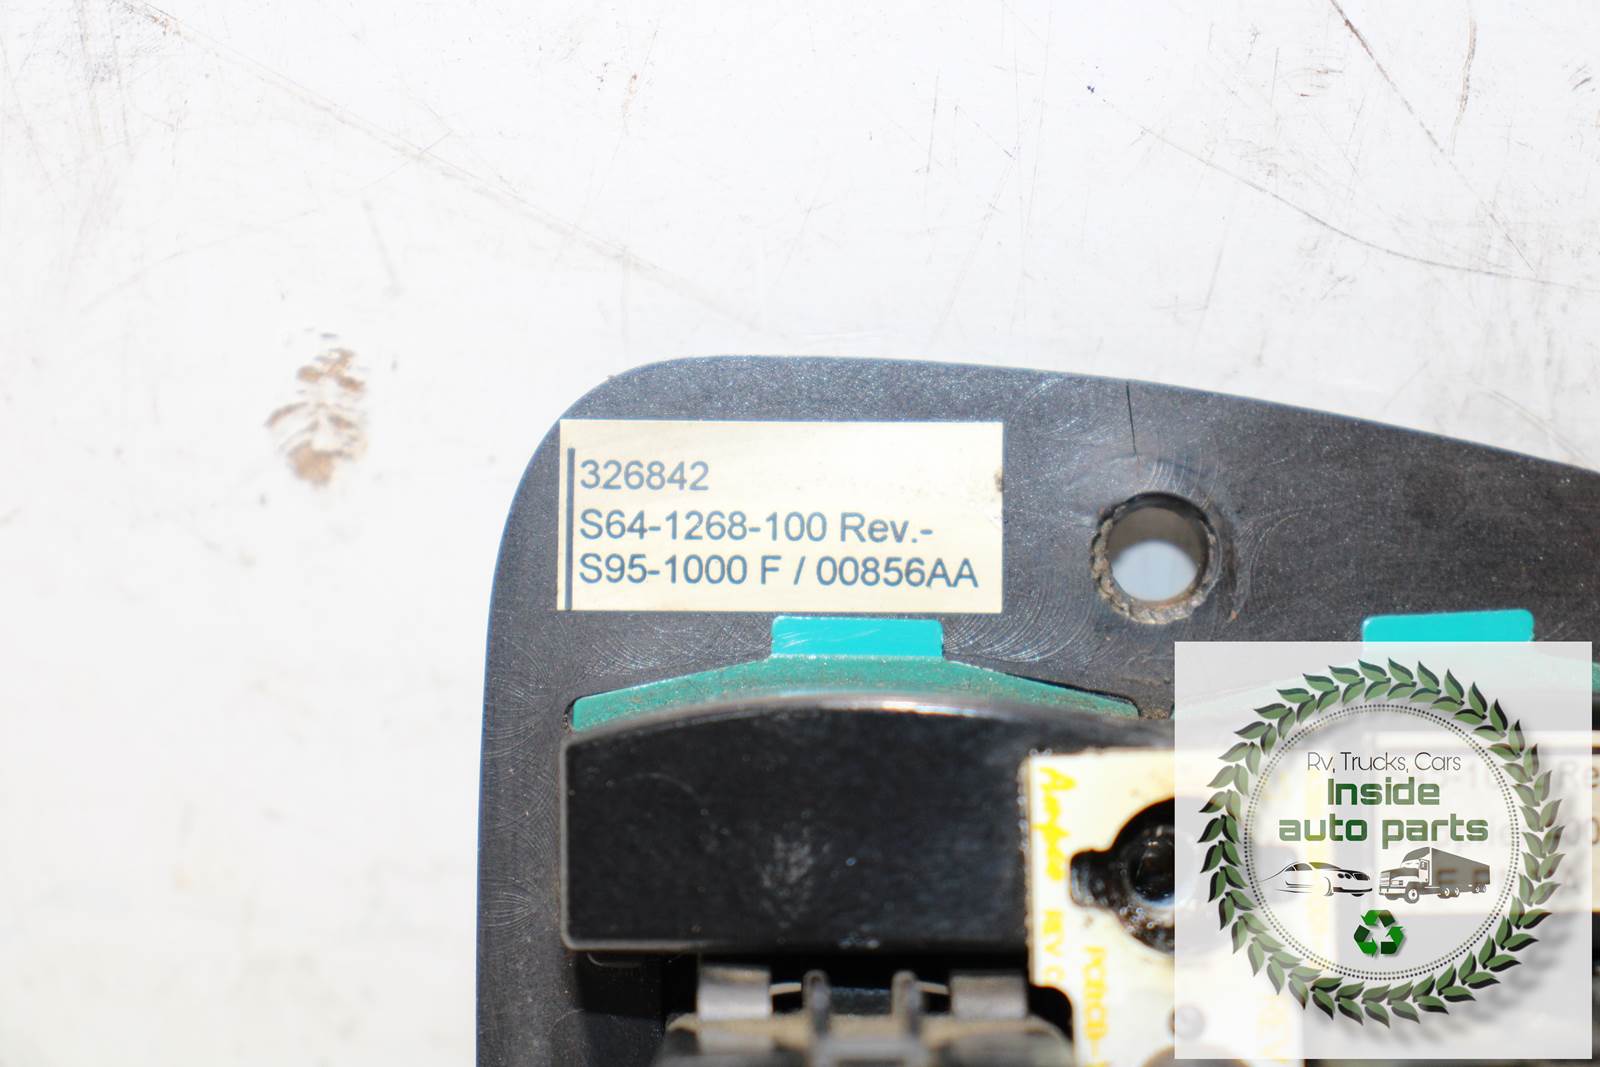 326842
S64-1268-100 Rev.-
S95-1000 F / 00856AA
Rv, Trucks, Cars
Inside
auto parts